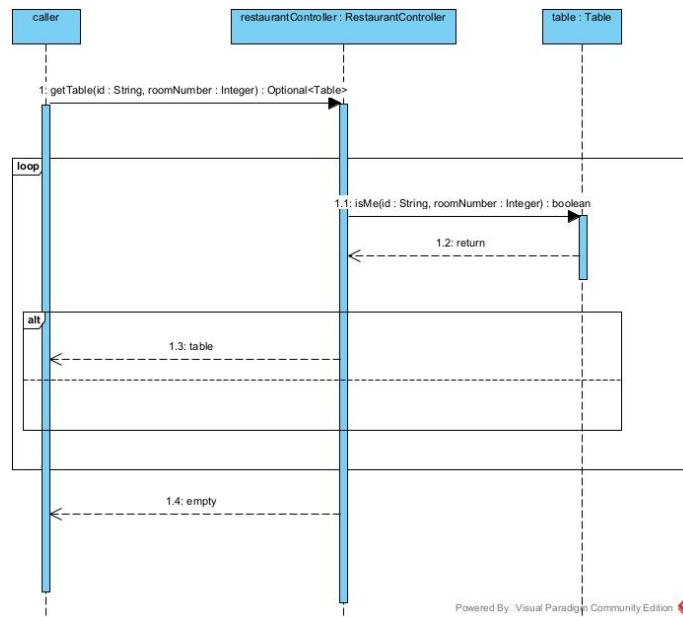 caller
restaurantController : RestaurantController
table : Table
1: getTable(id : String, roomNumber : Integer) : Optional<Table>
loop
1.1: isMe(id : String, roomNumber : Integer) : boolean
1.2: return
alt
1.3: table
1.4: empty
Powered By Visual Paradigm Community Edition